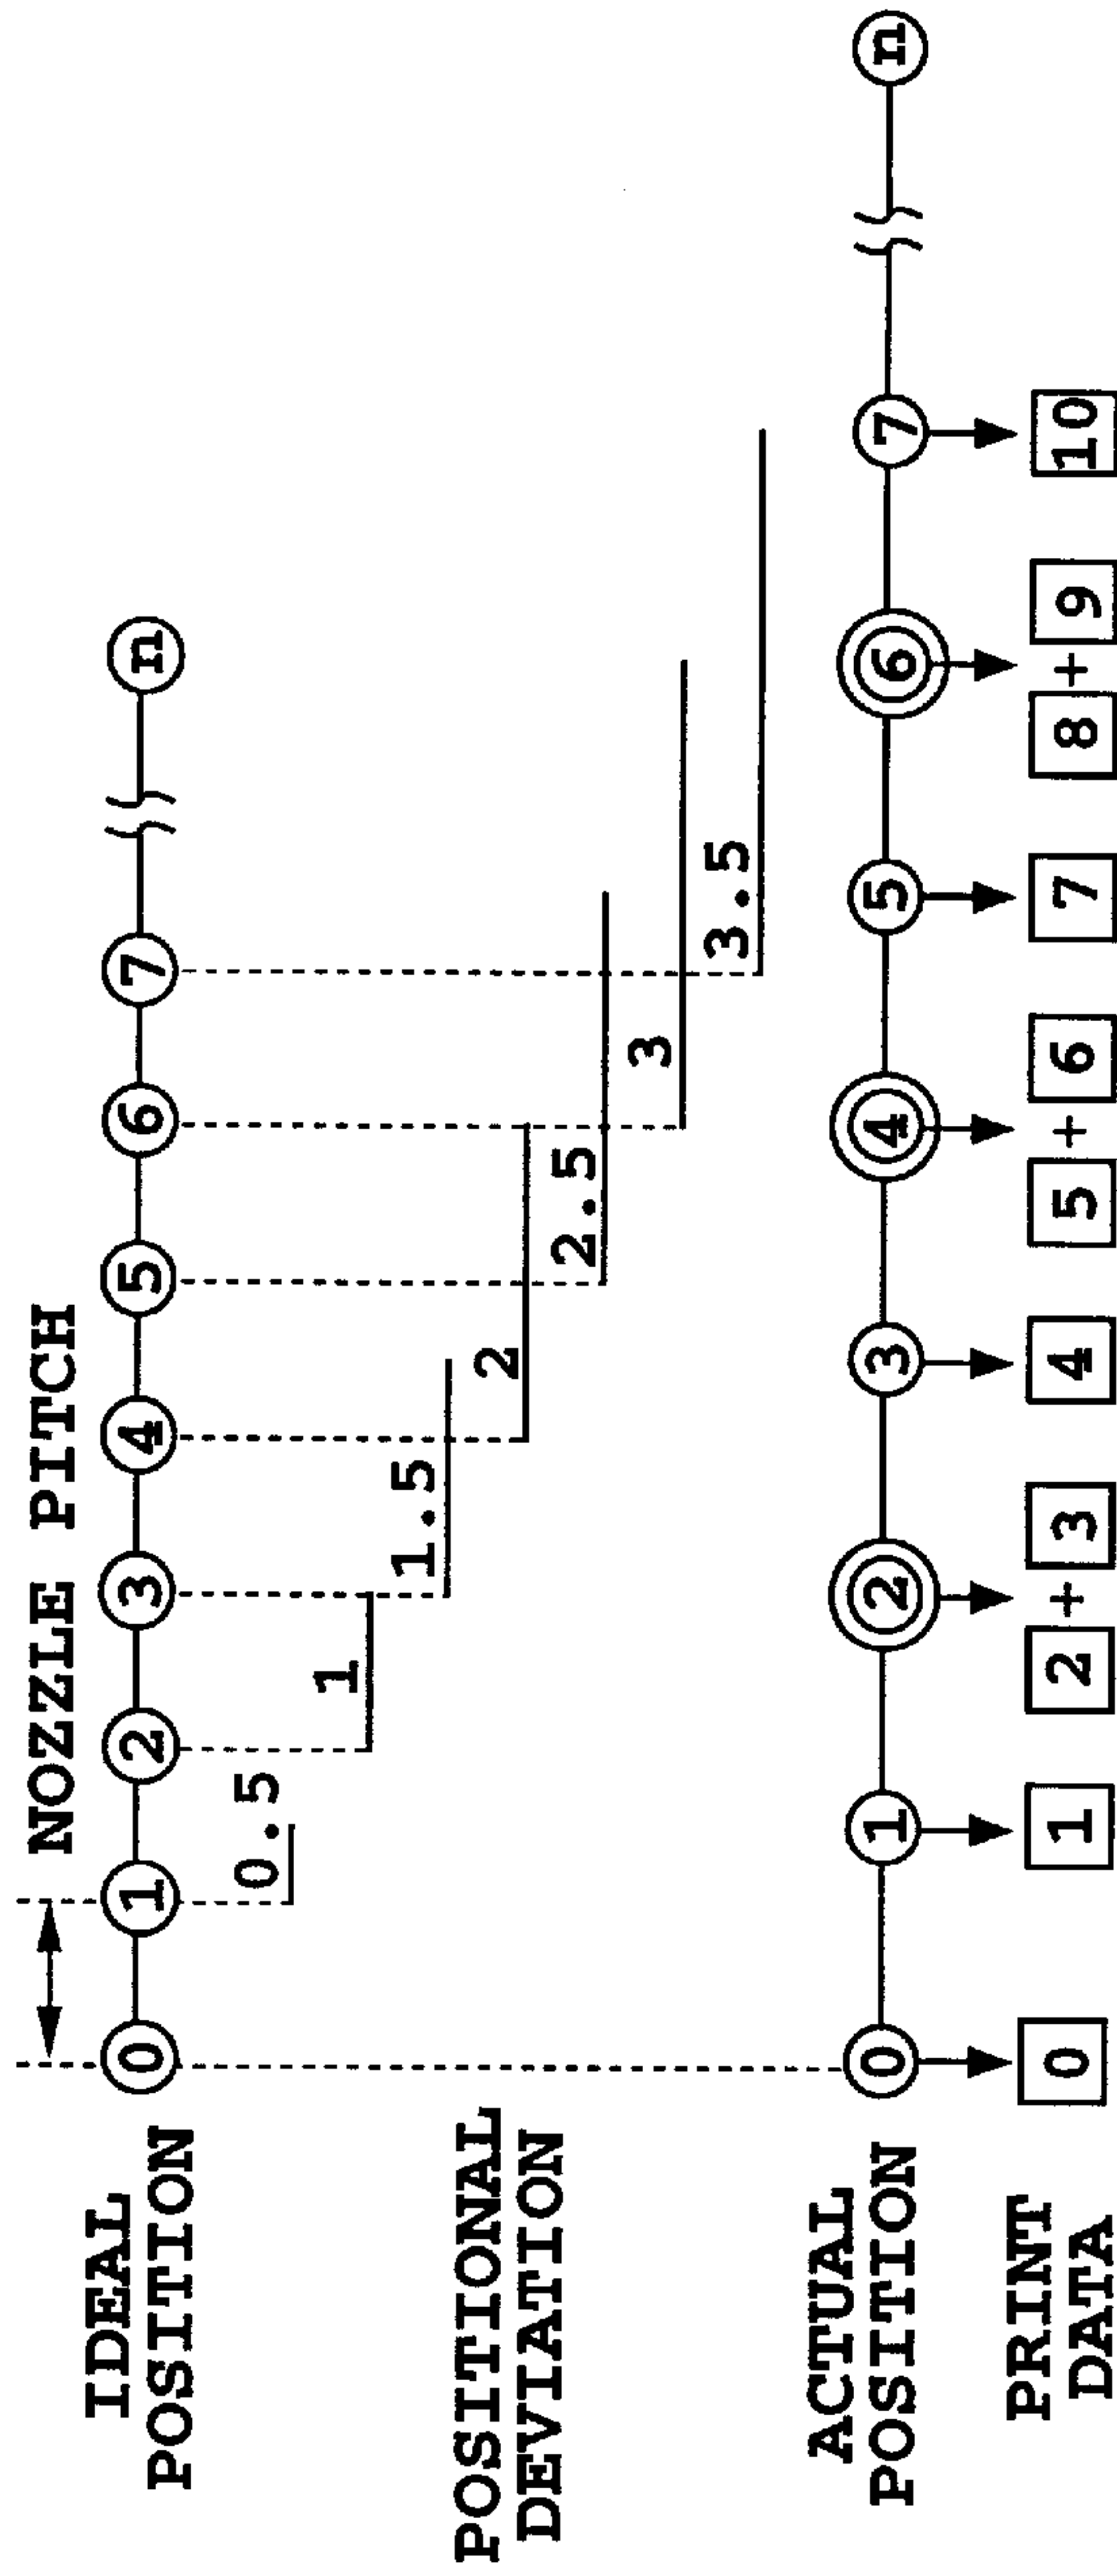 NOZZLE PITCH
IDEAL
POSITION
0 1 2 3 4 5 6 7 n
POSITIONAL
DEVIATION
0.5
1
1.5
2
2.5
3
3.5
ACTUAL
POSITION
0 1 2 3 4 5 6 7 n
PRINT
DATA
0 1 2 + 3 4 5 + 6 7 8 + 9 10